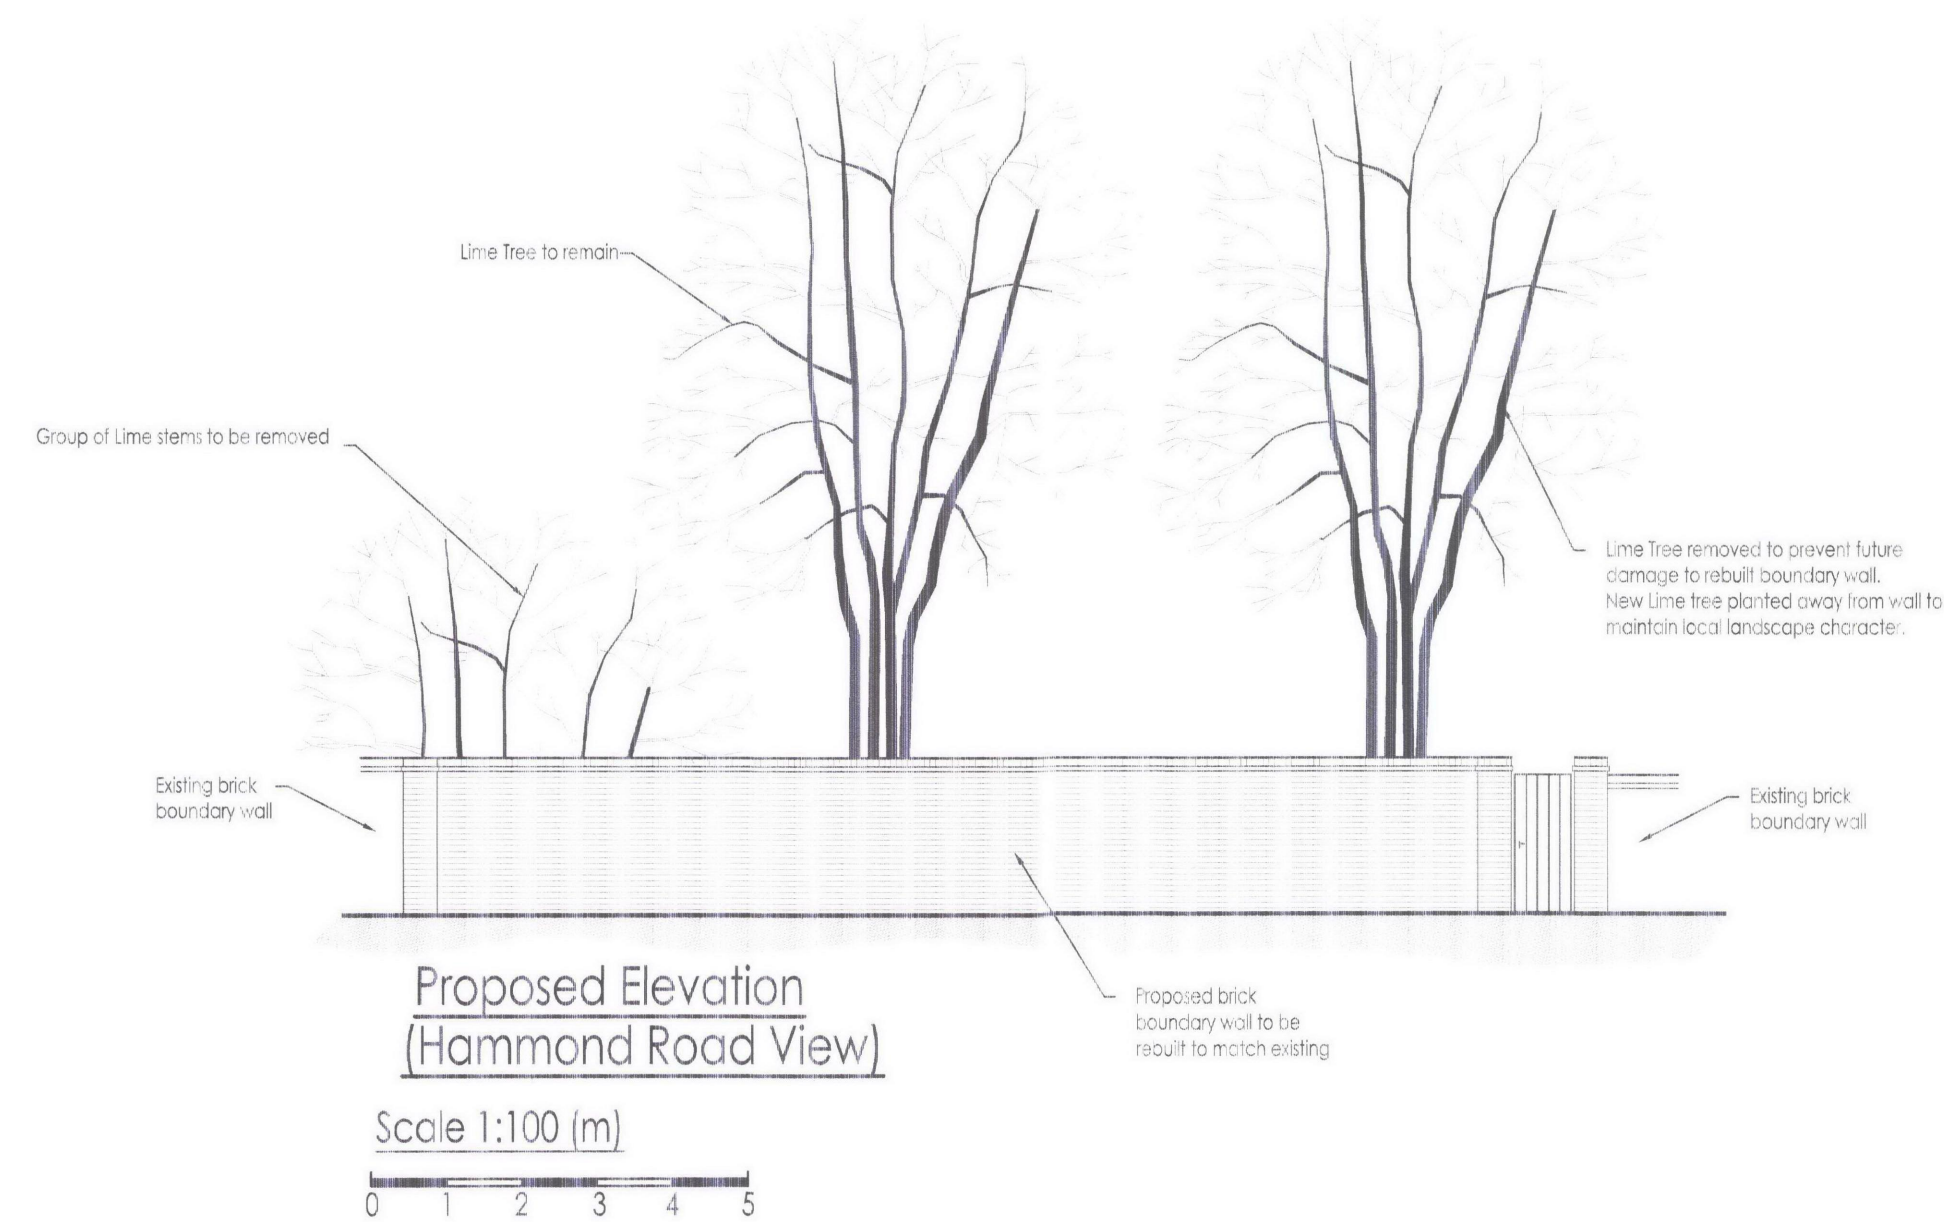 Lime Tree to remain
Group of Lime stems to be removed
Lime Tree removed to prevent future
damage to rebuilt boundary wall.
New Lime tree planted away from wall to
maintain local landscape character.
Existing brick
boundary wall
Existing brick
boundary wall
Proposed brick
boundary wall to be
rebuilt to match existing
Proposed Elevation
(Hammond Road View)
Scale 1:100 (m)
0 1 2 3 4 5